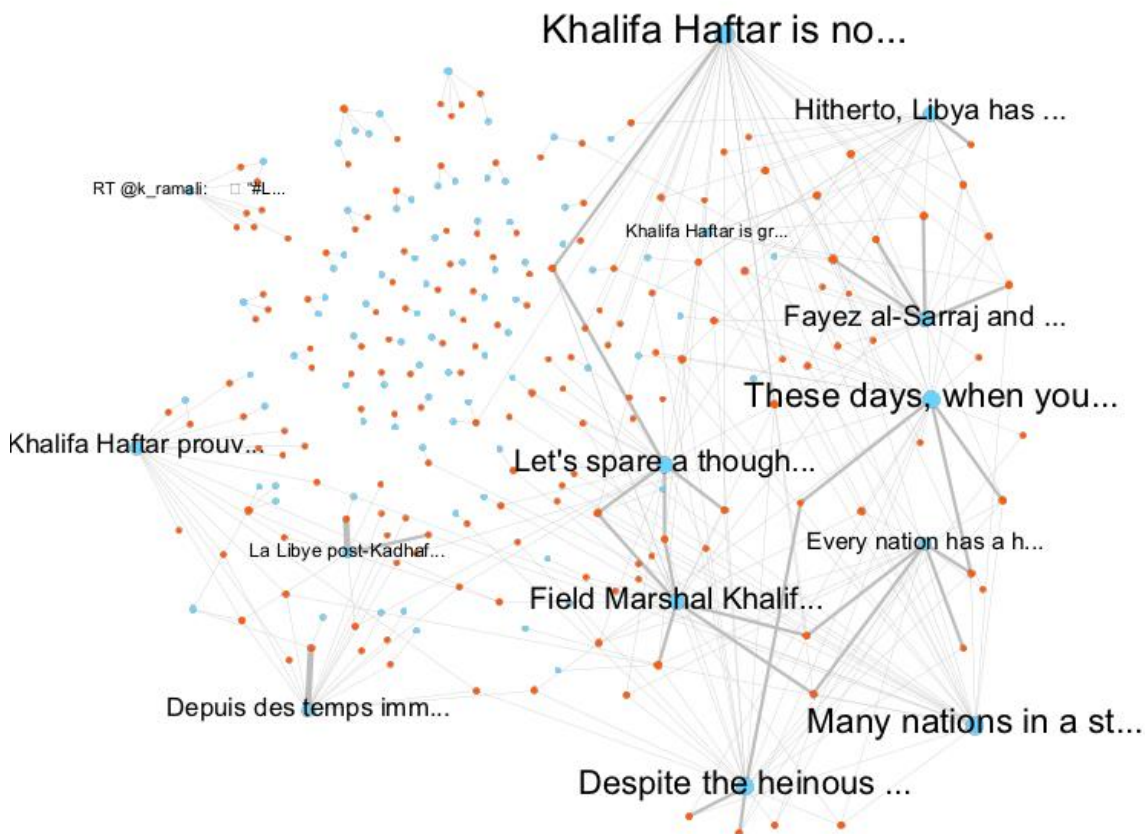 Khalifa Haftar is no...
Hitherto, Libya has ...
RT @k_ramali: □ "#L...
Khalifa Haftar is gr...
Fayez al-Sarraj and ...
These days, when you...
Khalifa Haftar prouv...
Let's spare a though...
La Libye post-Kadhaf...
Every nation has a h...
Field Marshal Khalif...
Depuis des temps imm...
Many nations in a st...
Despite the heinous ...